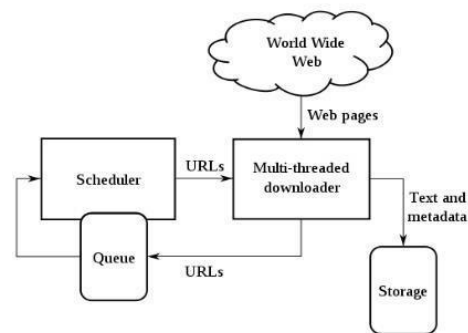 World Wide
Web
Web pages
Scheduler
URLs
Multi-threaded
downloader
Text and
metadata
Queue
URLs
Storage